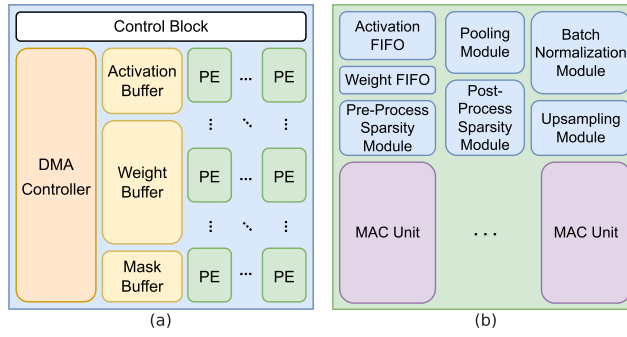 Control Block
DMA
Controller
Activation
Buffer
Weight
Buffer
Mask
Buffer
PE ... PE
PE ... PE
PE ... PE
(a)
Activation
FIFO
Weight FIFO
Pre-Process
Sparsity
Module
Pooling
Module
Post-
Process
Sparsity
Module
Batch
Normalization
Module
Upsampling
Module
MAC Unit
...
MAC Unit
(b)